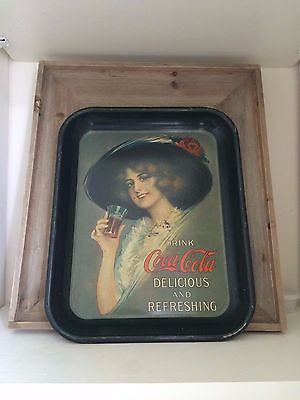 DRINK
Coca-Cola
DELICIOUS
AND
REFRESHING